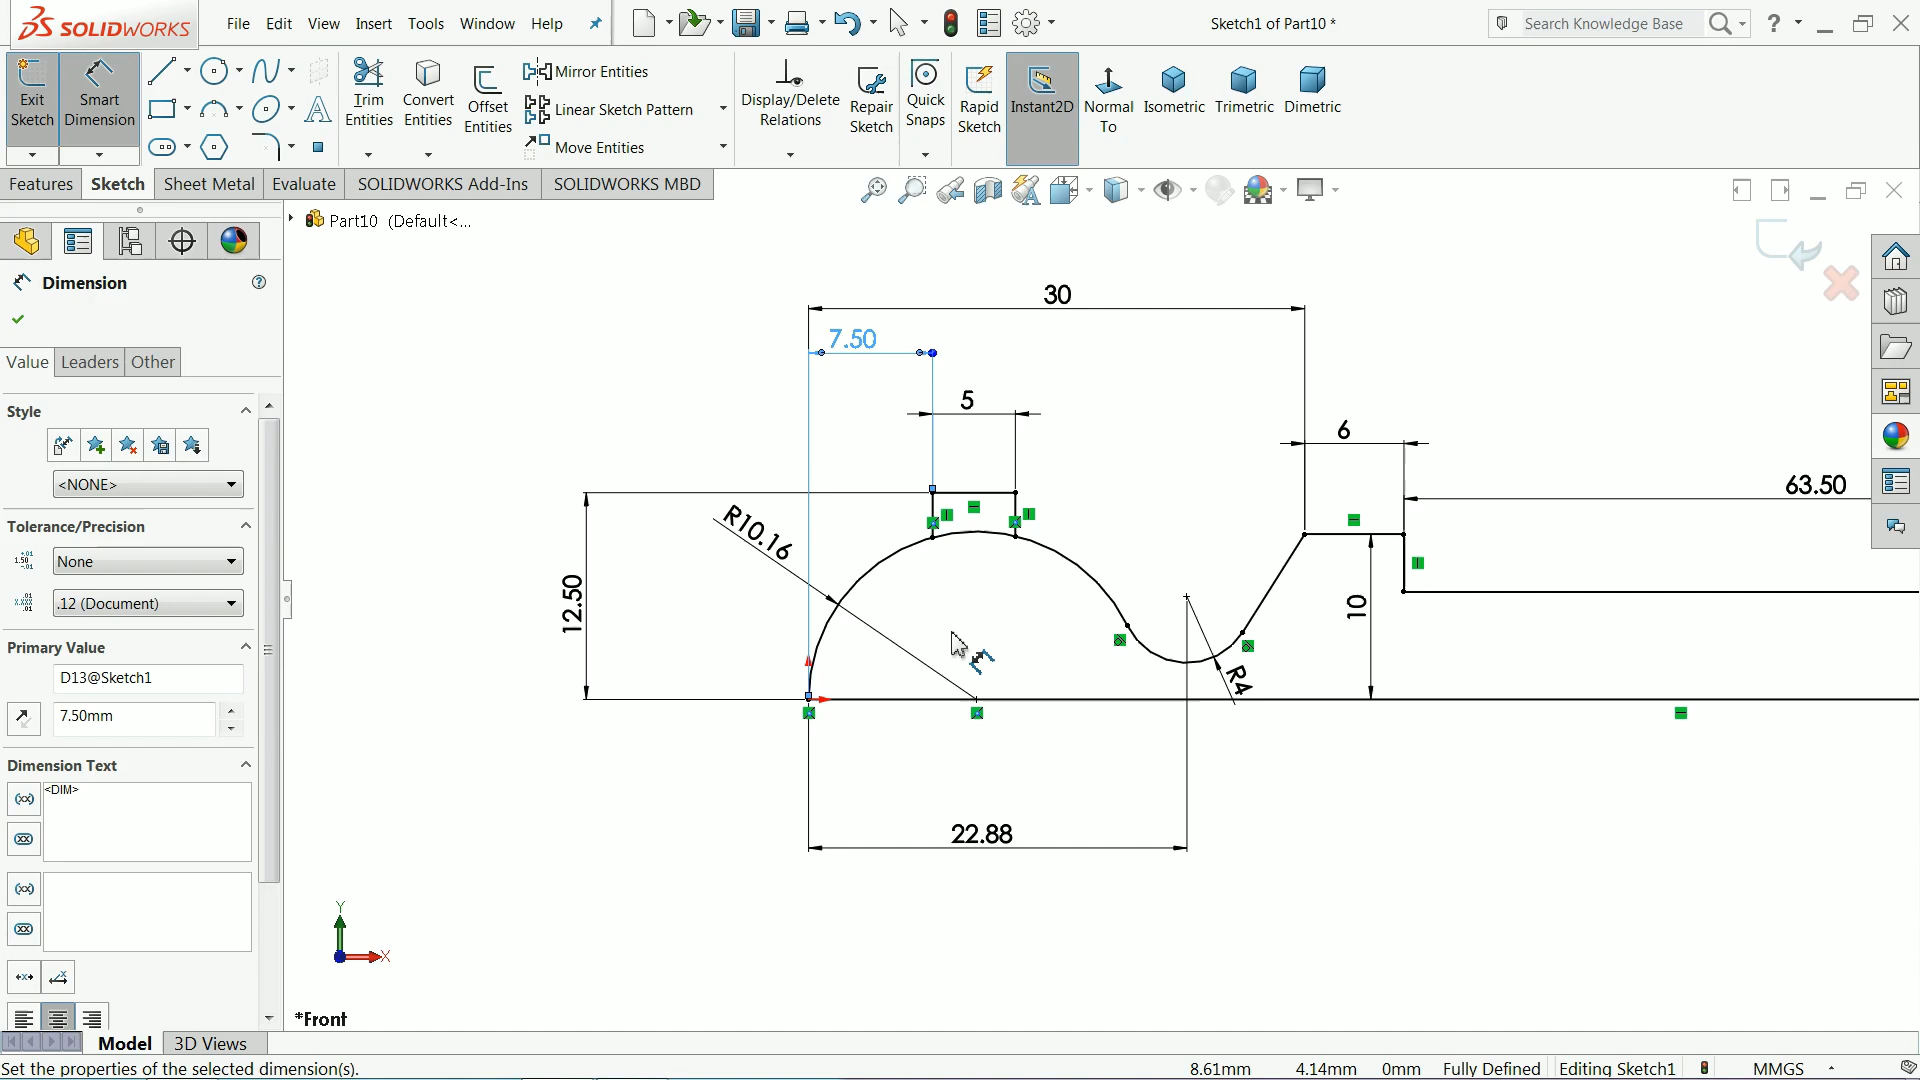 SOLIDWORKS
File
Edit
View
Insert
Tools
Window
Help
Sketch1 of Part10 *
Search Knowledge Base
?
Exit Sketch
Smart Dimension
Trim Entities
Convert Entities
Offset Entities
Mirror Entities
Linear Sketch Pattern
Move Entities
Display/Delete Relations
Repair Sketch
Quick Snaps
Rapid Sketch
Instant2D
Normal To
Isometric
Trimetric
Dimetric
Features
Sketch
Sheet Metal
Evaluate
SOLIDWORKS Add-Ins
SOLIDWORKS MBD
Part10 (Default<...
Dimension
Value
Leaders
Other
Style
<NONE>
Tolerance/Precision
None
.12 (Document)
Primary Value
D13@Sketch1
7.50mm
Dimension Text
<DIM>
30
7.50
5
6
63.50
R10.16
12.50
10
R4
22.88
Y
X
*Front
Model
3D Views
Set the properties of the selected dimension(s).
8.61mm
4.14mm
0mm
Fully Defined
Editing Sketch1
MMGS